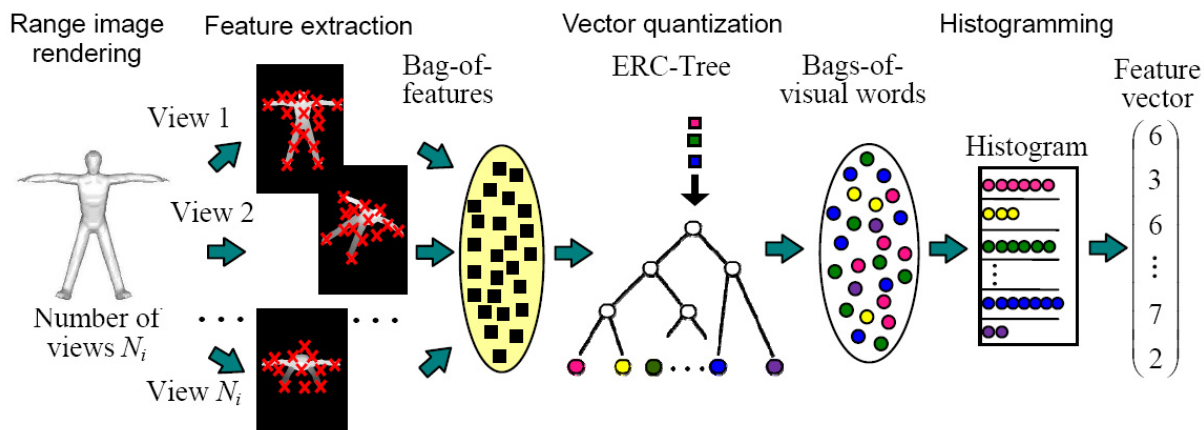 Range image
rendering
Feature extraction
Vector quantization
Histogramming
View 1
View 2
Number of
views Nᵢ
. . . .
. . .
View Nᵢ
Bag-of-
features
ERC-Tree
. . . .
Bags-of-
visual words
Histogram
⋮
Feature
vector
6
3
6
⋮
7
2